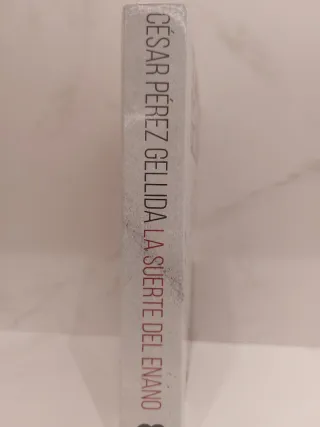 CÉSAR PÉREZ GELLIDA LA SUERTE DEL ENANO